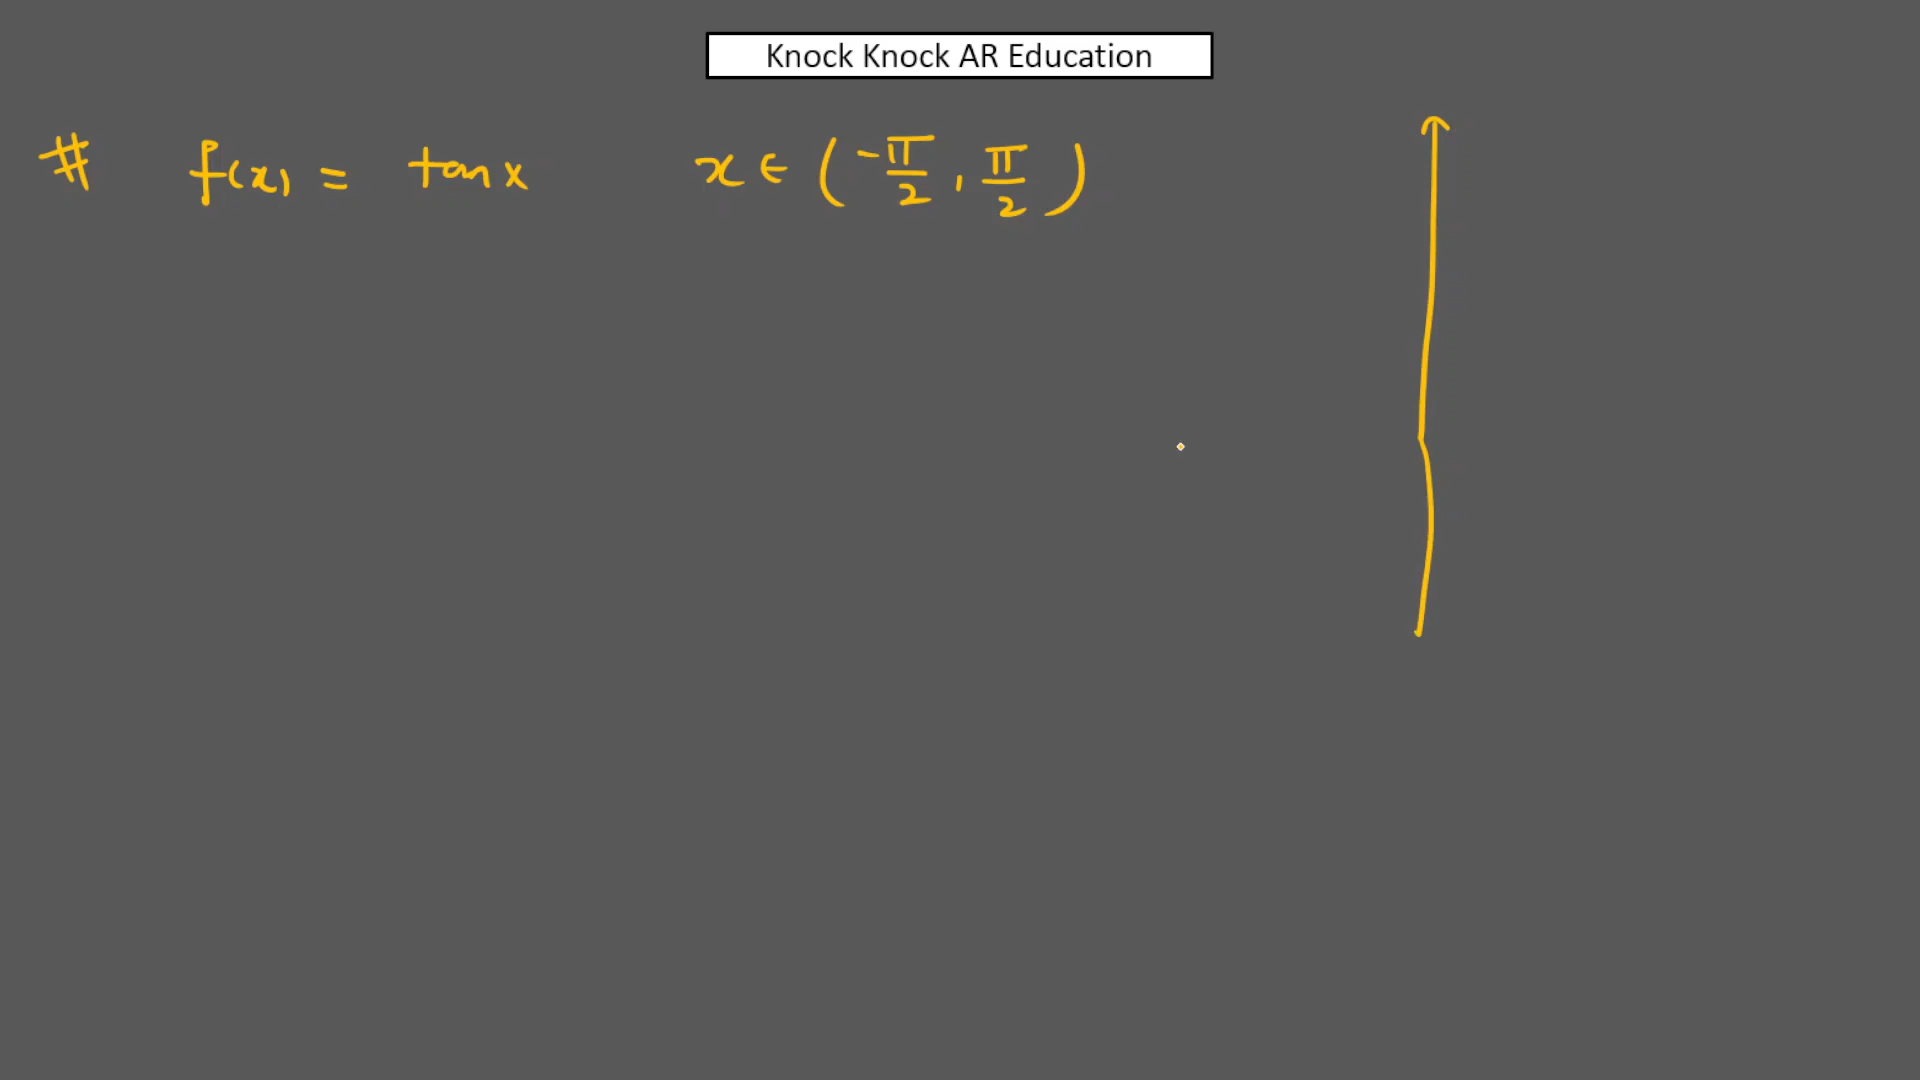 Knock Knock AR Education
# f(x) = tan x x ∈ (-π/2, π/2)